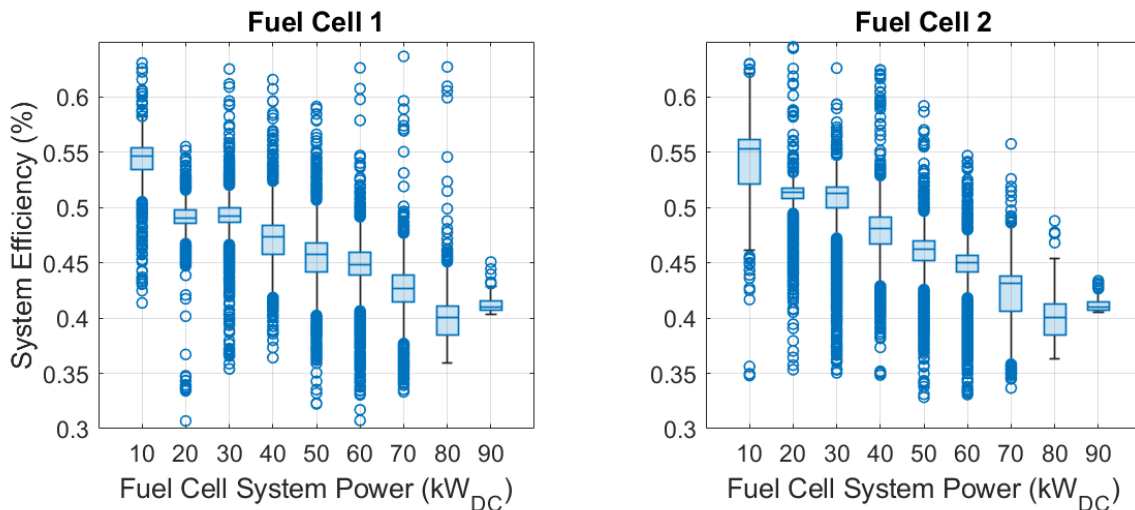 Fuel Cell 1
System Efficiency (%)
0.6
0.55
0.5
0.45
0.4
0.35
0.3
10 20 30 40 50 60 70 80 90
Fuel Cell System Power (kW_DC)
Fuel Cell 2
0.6
0.55
0.5
0.45
0.4
0.35
0.3
10 20 30 40 50 60 70 80 90
Fuel Cell System Power (kW_DC)